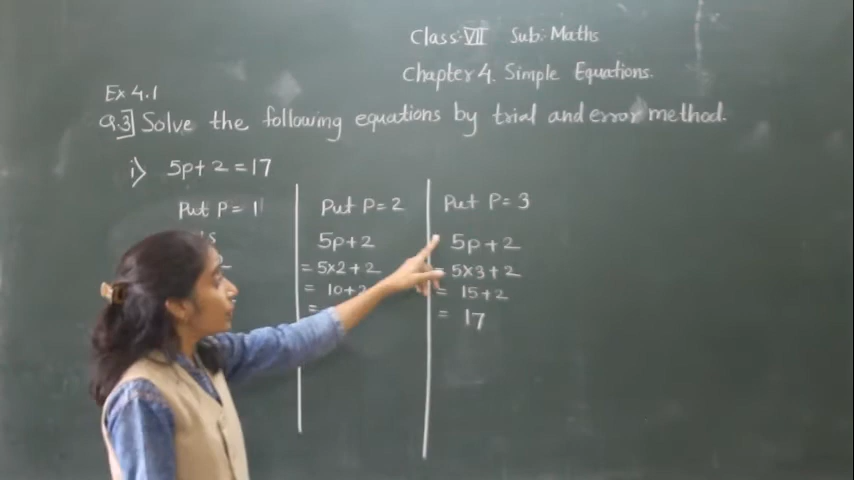 Class: VII Sub: Maths
Chapter 4. Simple Equations.
Ex 4.1
Q.3] Solve the following equations by trial and error method.
i) 5p+2=17
Put P = 1
Put P=2
5p+2
= 5x2+2
= 10+2
=
Put P= 3
5p+2
= 5x3+2
= 15+2
= 17